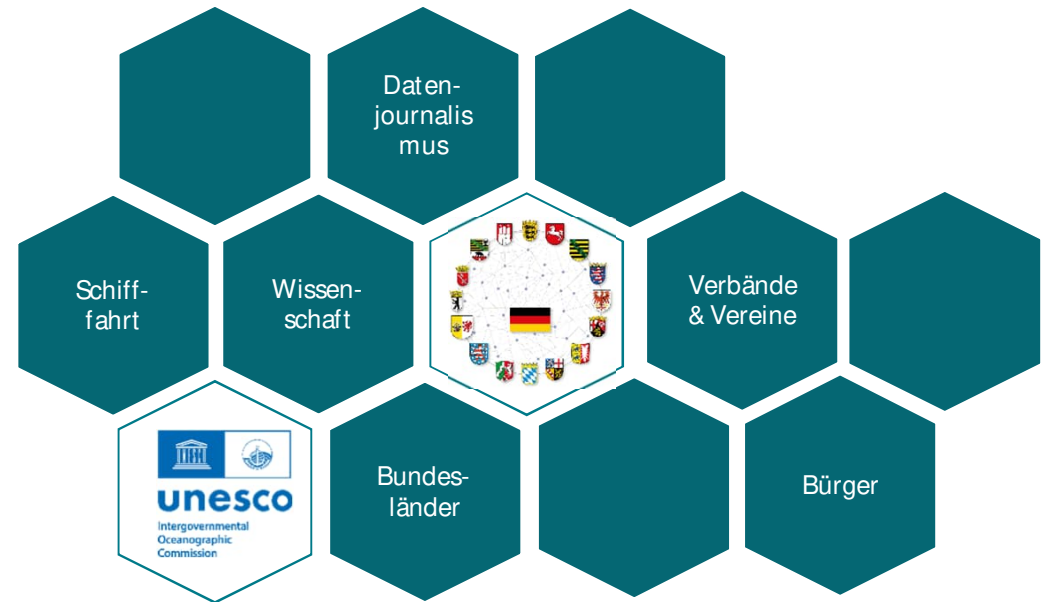 Daten-
journalis
mus
Schiff-
fahrt
Wissen-
schaft
Verbände
& Vereine
unesco
Intergovernmental
Oceanographic
Commission
Bundes-
länder
Bürger